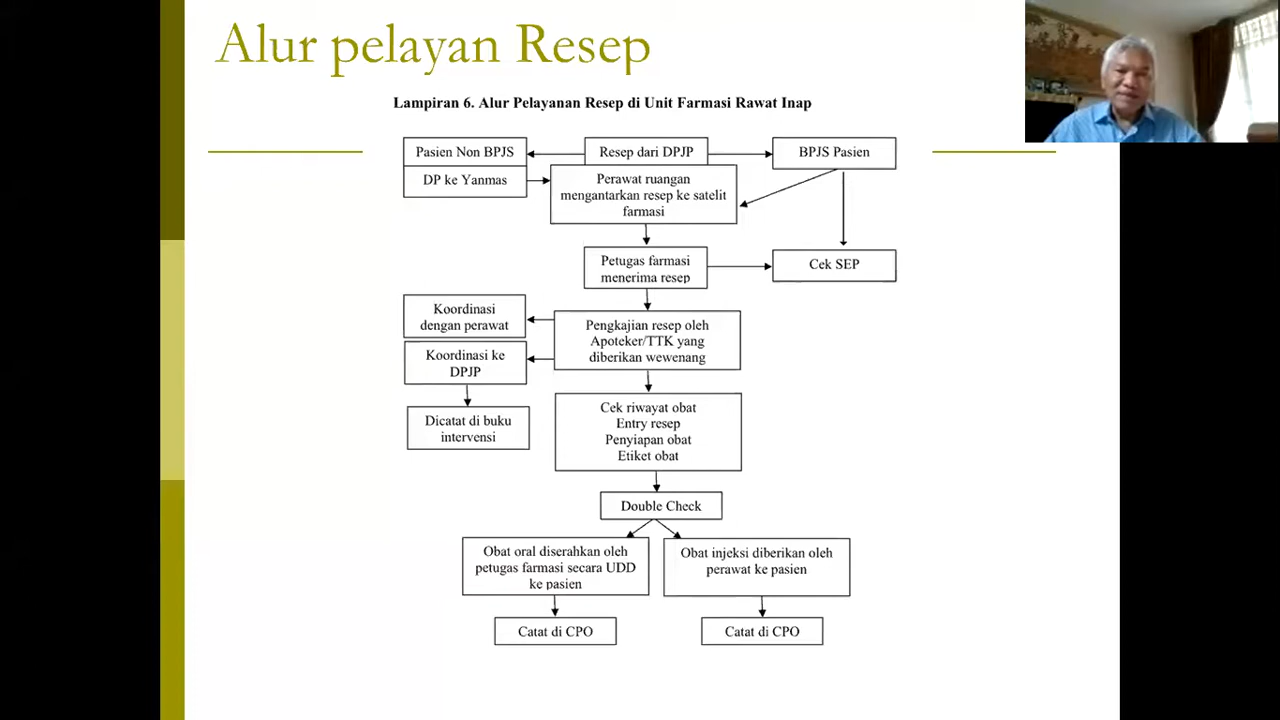 Alur pelayan Resep
Lampiran 6. Alur Pelayanan Resep di Unit Farmasi Rawat Inap
Pasien Non BPJS
Resep dari DPJP
BPJS Pasien
DP ke Yanmas
Perawat ruangan
mengantarkan resep ke satelit
farmasi
Petugas farmasi
menerima resep
Cek SEP
Koordinasi
dengan perawat
Pengkajian resep oleh
Apoteker/TTK yang
diberikan wewenang
Koordinasi ke
DPJP
Dicatat di buku
intervensi
Cek riwayat obat
Entry resep
Penyiapan obat
Etiket obat
Double Check
Obat oral diserahkan oleh
petugas farmasi secara UDD
ke pasien
Obat injeksi diberikan oleh
perawat ke pasien
Catat di CPO
Catat di CPO